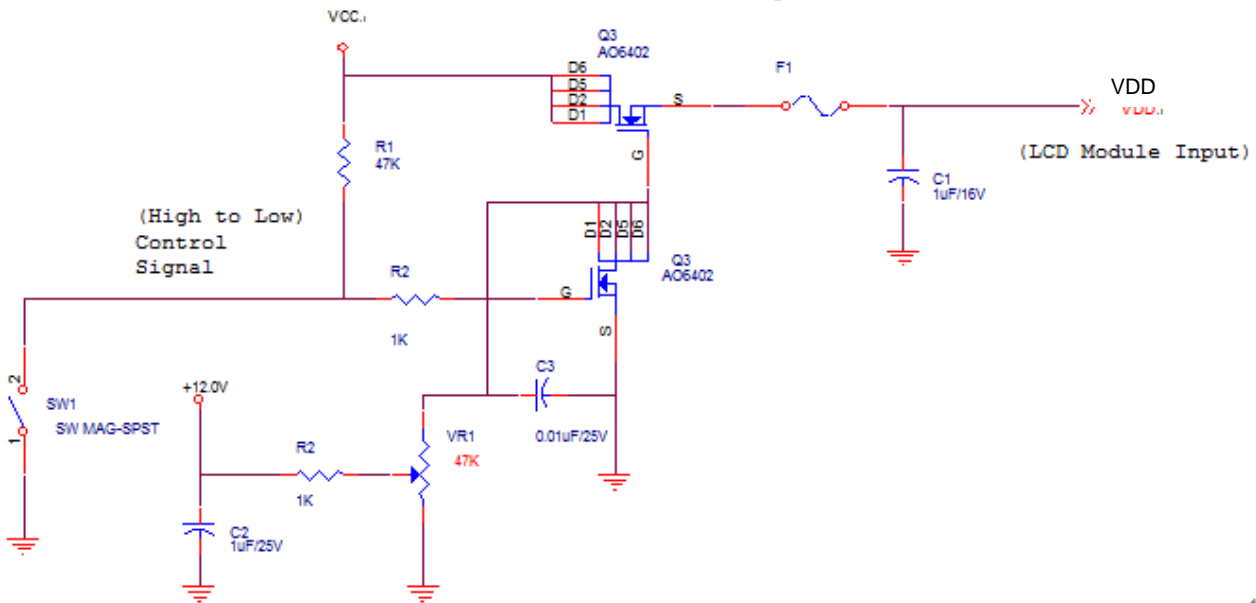 VCC.
Q3
AO6402
D6
D5
D2
D1
S
G
F1
VDD
VDD.
(LCD Module Input)
R1
47K
C1
1uF/16V
(High to Low)
Control
Signal
D1
D2
D5
D6
Q3
AO6402
R2
G
1K
S
C3
0.01uF/25V
2
SW1
SW MAG-SPST
1
+12.0V
R2
1K
VR1
47K
C2
1uF/25V